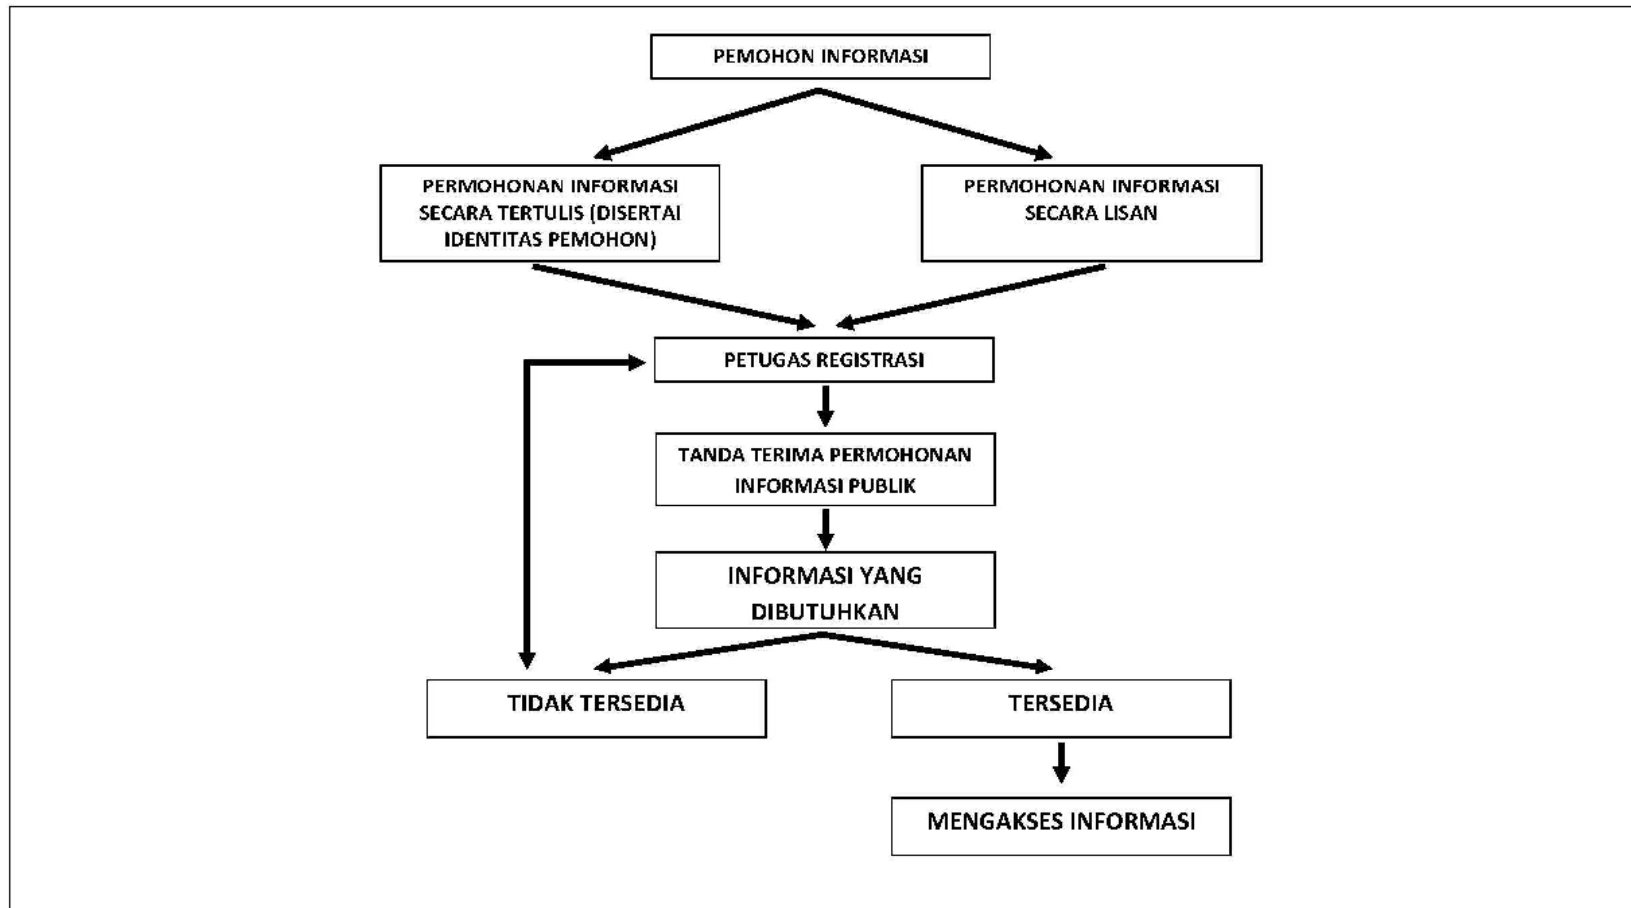 PEMOHON INFORMASI
PERMOHONAN INFORMASI
SECARA TERTULIS (DISERTAI
IDENTITAS PEMOHON)
PERMOHONAN INFORMASI
SECARA LISAN
PETUGAS REGISTRASI
TANDA TERIMA PERMOHONAN
INFORMASI PUBLIK
INFORMASI YANG
DIBUTUHKAN
TIDAK TERSEDIA
TERSEDIA
MENGAKSES INFORMASI